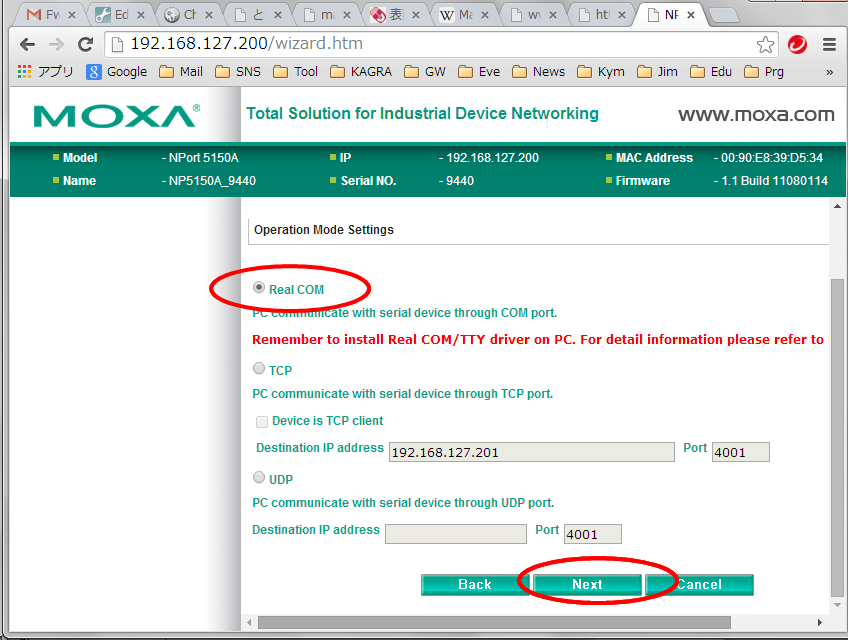 Fw
Ed
Ch
と
ma
表
W Ma
ww
htt
NP
192.168.127.200/wizard.htm
アプリ Google Mail SNS Tool KAGRA GW Eve News Kym Jim Edu Prg »
MOXA®
Total Solution for Industrial Device Networking
www.moxa.com
Model - NPort 5150A IP - 192.168.127.200 MAC Address - 00:90:E8:39:D5:34
Name - NP5150A_9440 Serial NO. - 9440 Firmware - 1.1 Build 11080114
Operation Mode Settings
Real COM
PC communicate with serial device through COM port.
Remember to install Real COM/TTY driver on PC. For detail information please refer to
TCP
PC communicate with serial device through TCP port.
Device is TCP client
Destination IP address 192.168.127.201 Port 4001
UDP
PC communicate with serial device through UDP port.
Destination IP address Port 4001
Back Next Cancel